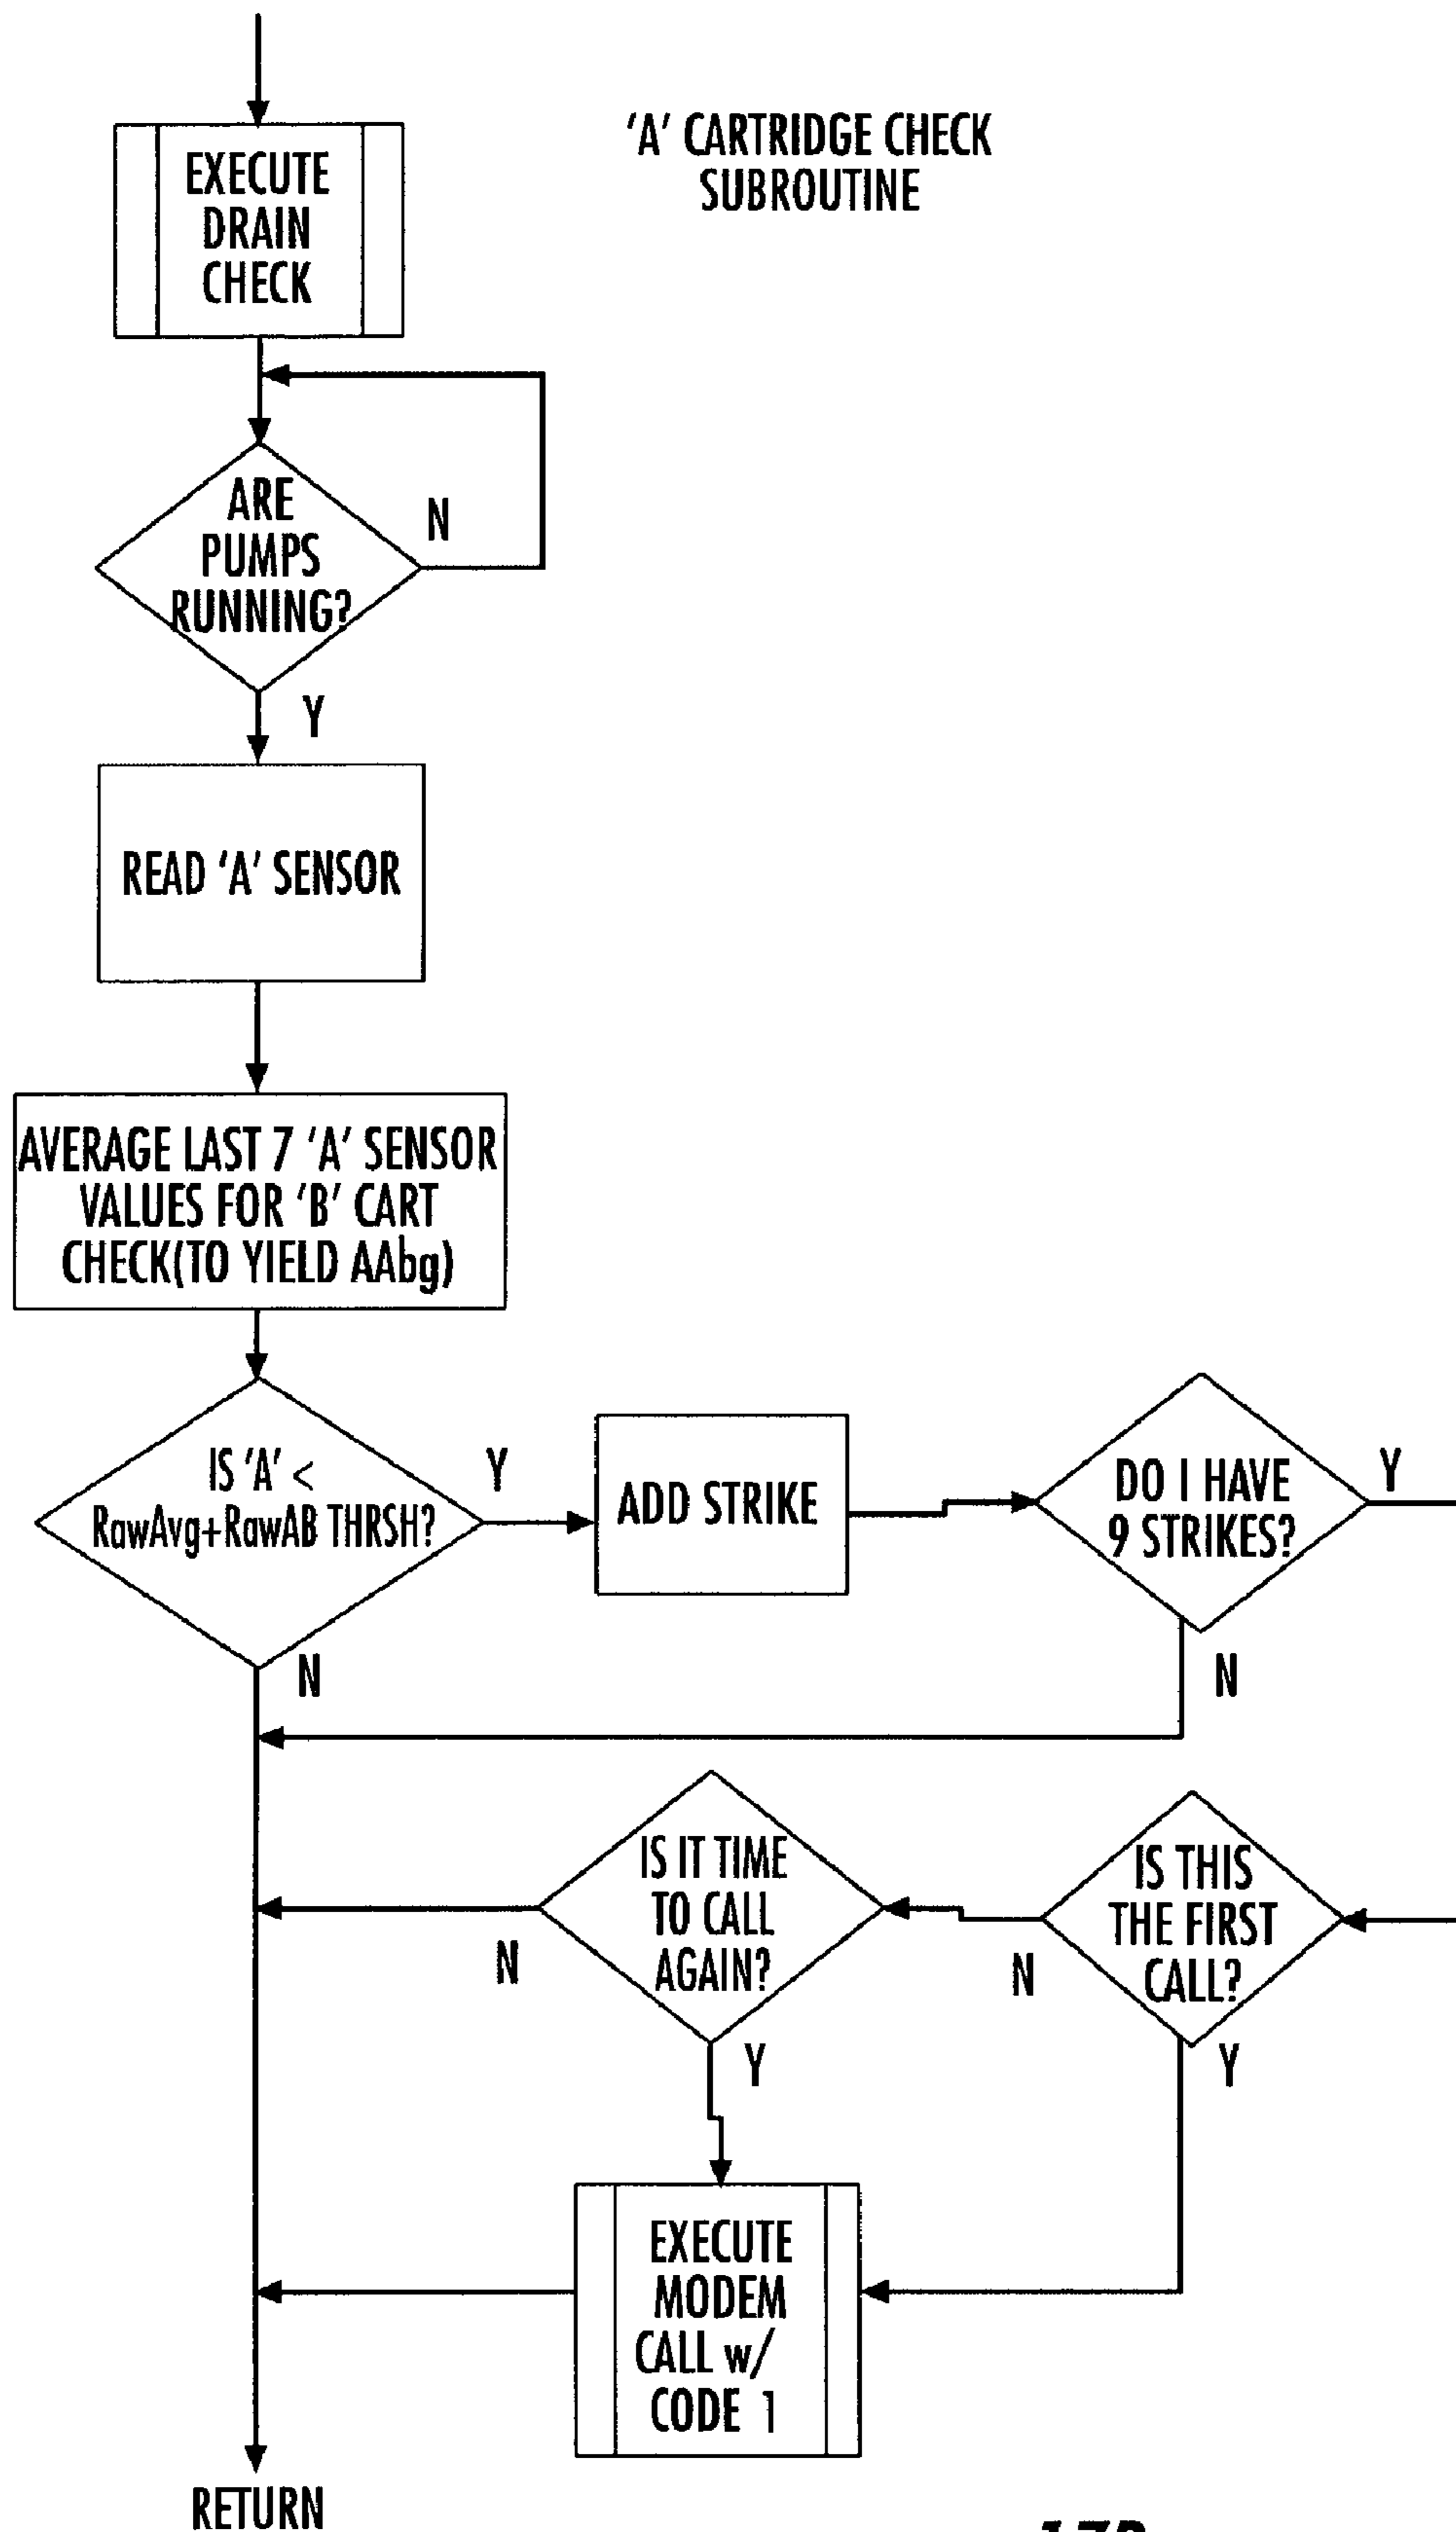 'A' CARTRIDGE CHECK
SUBROUTINE
EXECUTE
DRAIN
CHECK
ARE
PUMPS
RUNNING?
N
Y
READ 'A' SENSOR
AVERAGE LAST 7 'A' SENSOR
VALUES FOR 'B' CART
CHECK(TO YIELD AAbg)
IS 'A' <
RawAvg+RawAB THRSH?
Y
N
ADD STRIKE
DO I HAVE
9 STRIKES?
Y
N
IS IT TIME
TO CALL
AGAIN?
N
Y
IS THIS
THE FIRST
CALL?
N
Y
EXECUTE
MODEM
CALL w/
CODE 1
RETURN